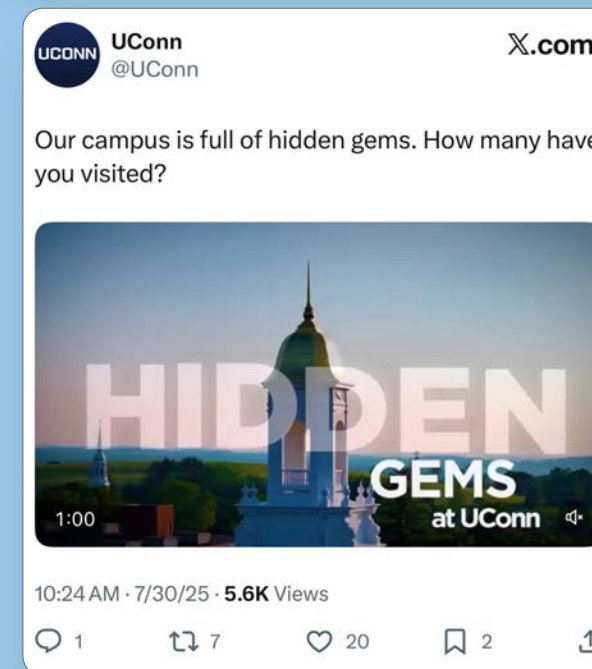 UCONN
UConn
@UConn
X.com
Our campus is full of hidden gems. How many have
you visited?
HIDDEN
GEMS
at UConn
1:00
10:24 AM · 7/30/25 · 5.6K Views
1 7 20 2